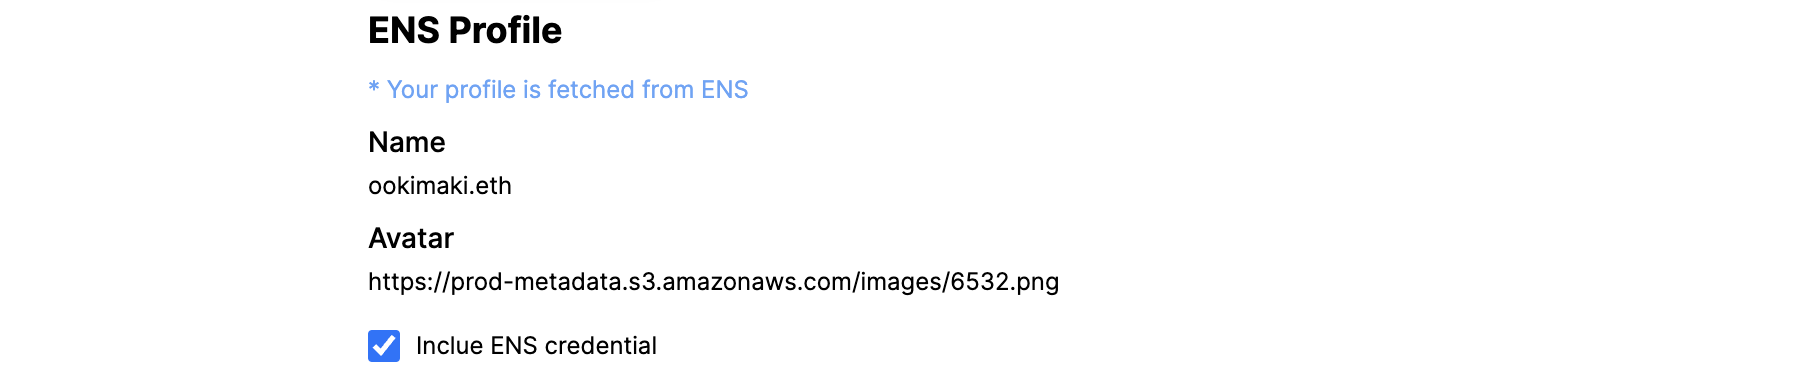 ENS Profile
* Your profile is fetched from ENS
Name
ookimaki.eth
Avatar
https://prod-metadata.s3.amazonaws.com/images/6532.png
Inclue ENS credential